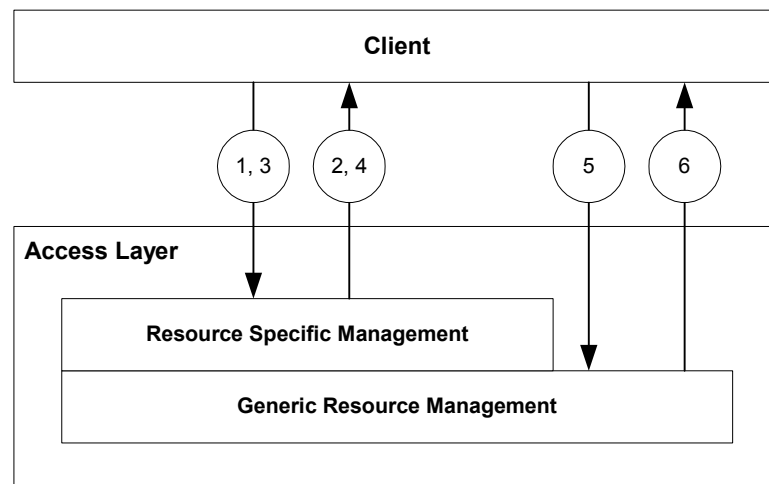 Client
1, 3
2, 4
5
6
Access Layer
Resource Specific Management
Generic Resource Management